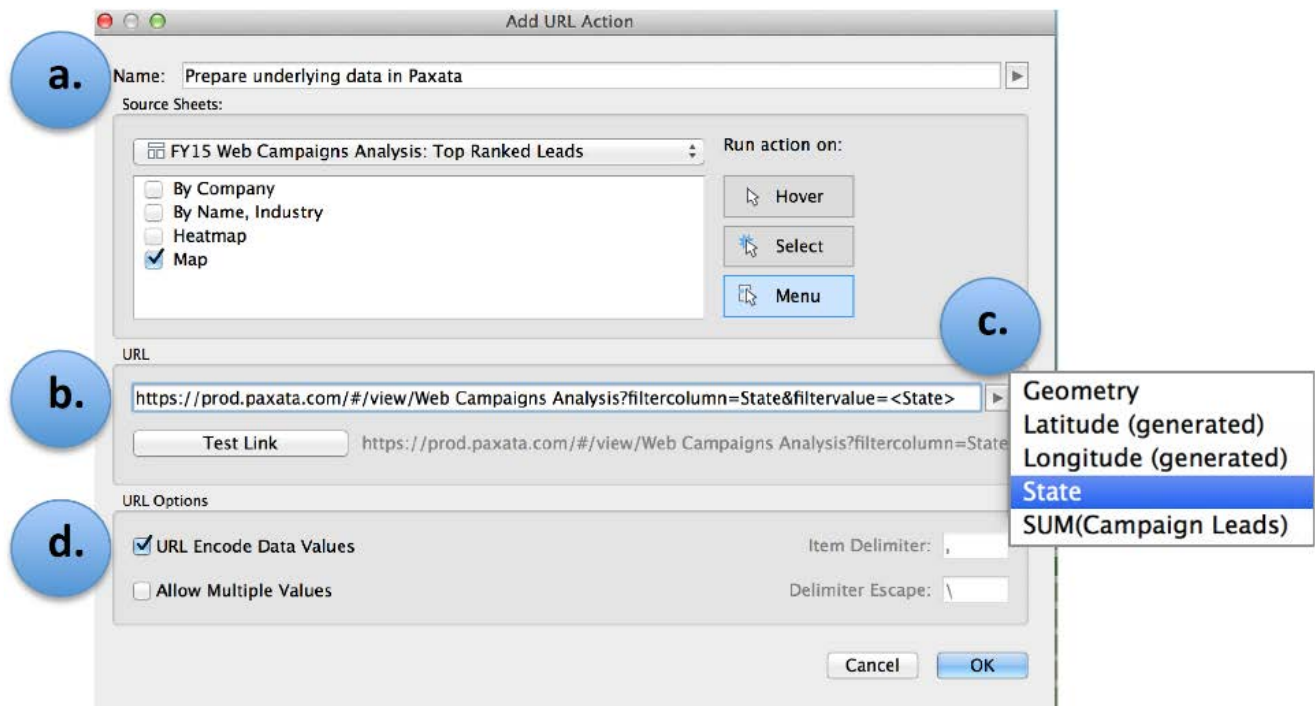 Add URL Action
a.
Name: Prepare underlying data in Paxata
Source Sheets:
FY15 Web Campaigns Analysis: Top Ranked Leads
Run action on:
By Company
By Name, Industry
Heatmap
Map
Hover
Select
Menu
c.
URL
b.
https://prod.paxata.com/#/view/Web Campaigns Analysis?filtercolumn=State&filtervalue=<State>
Test Link
https://prod.paxata.com/#/view/Web Campaigns Analysis?filtercolumn=State
Geometry
Latitude (generated)
Longitude (generated)
State
SUM(Campaign Leads)
URL Options
d.
URL Encode Data Values
Item Delimiter: ,
Allow Multiple Values
Delimiter Escape: \
Cancel
OK